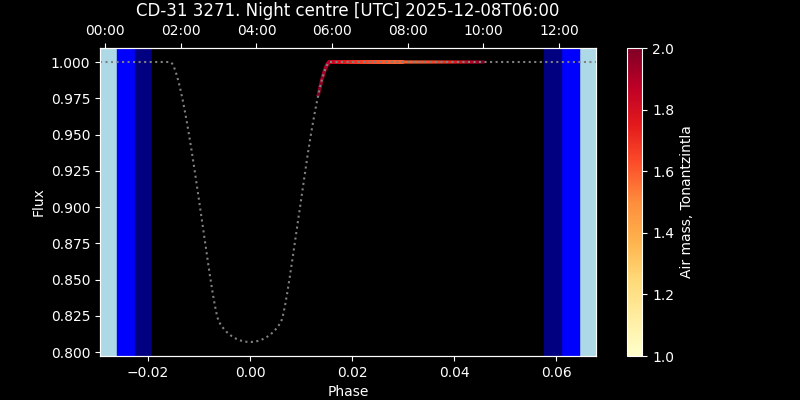 CD-31 3271. Night centre [UTC] 2025-12-08T06:00
00:00 02:00 04:00 06:00 08:00 10:00 12:00
1.000
0.975
0.950
0.925
0.900
0.875
0.850
0.825
0.800
Flux
−0.02 0.00 0.02 0.04 0.06
Phase
2.0
1.8
1.6
1.4
1.2
1.0
Air mass, Tonantzintla